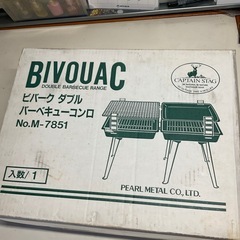 BIVOUAC
DOUBLE BARBECUE RANGE
ビバーク ダブル
バーベキューコンロ
No.M-7851
CAPTAIN STAG
入数/1
PEARL METAL CO., LTD.